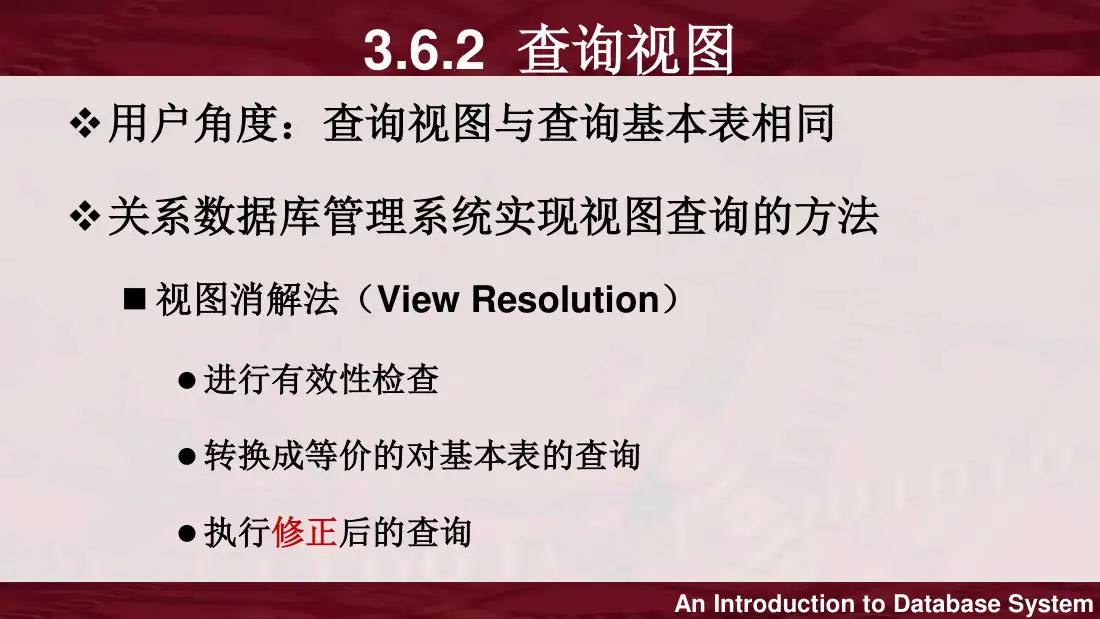 3.6.2 查询视图
❖用户角度：查询视图与查询基本表相同
❖关系数据库管理系统实现视图查询的方法
■视图消解法（View Resolution）
●进行有效性检查
●转换成等价的对基本表的查询
●执行修正后的查询
An Introduction to Database System